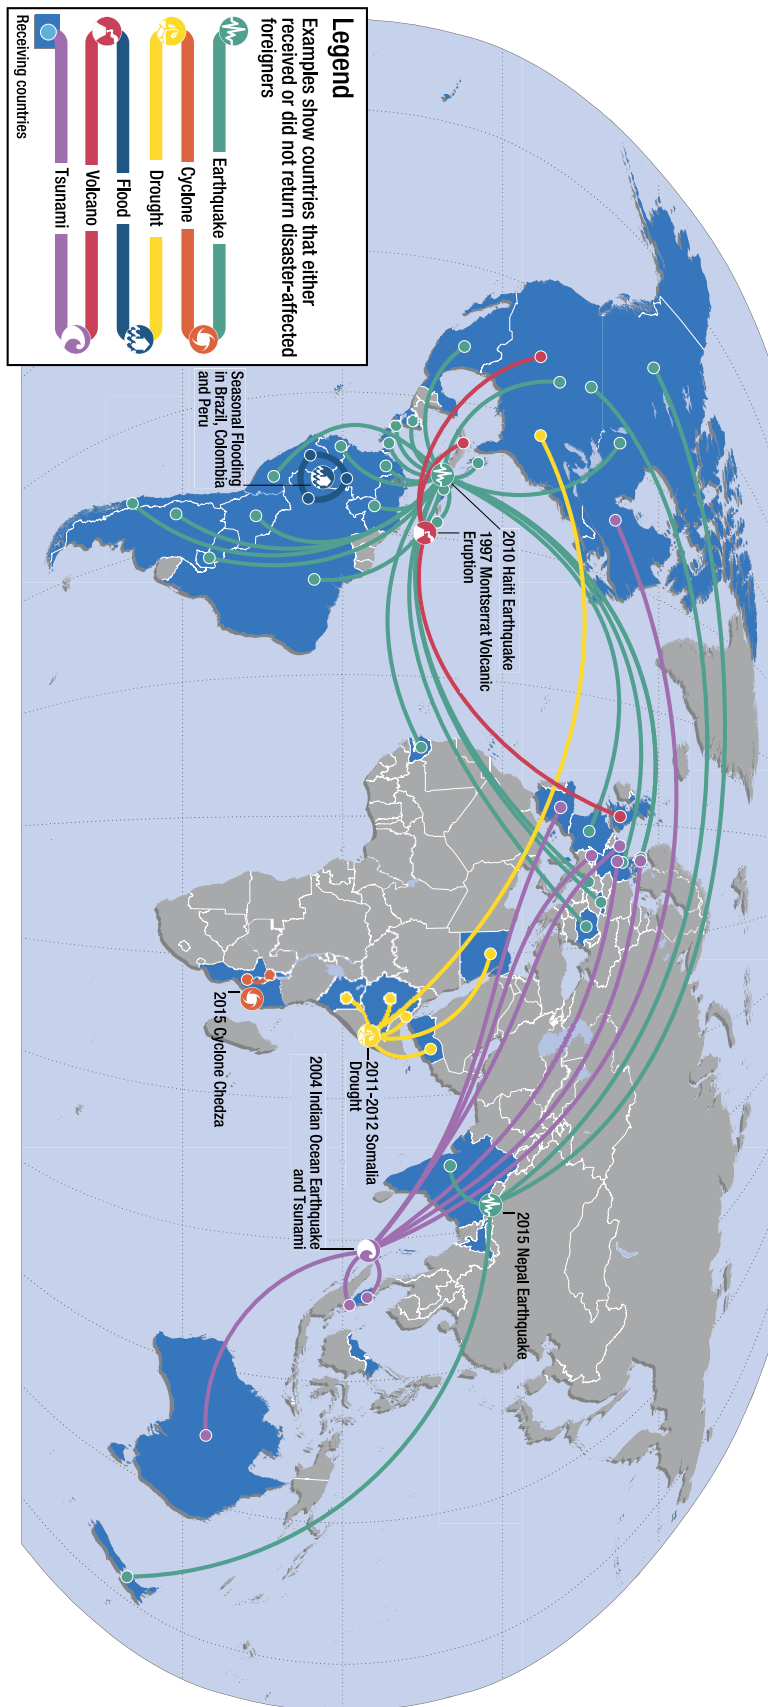 Legend
Examples show countries that either
received or did not return disaster-affected
foreigners
Earthquake
Cyclone
Drought
Flood
Volcano
Tsunami
Receiving countries
2010 Haiti Earthquake
1997 Montserrat Volcanic
Eruption
Seasonal Flooding
in Brazil, Colombia
and Peru
2015 Nepal Earthquake
2011-2012 Somalia
Drought
2004 Indian Ocean Earthquake
and Tsunami
2015 Cyclone Chedza